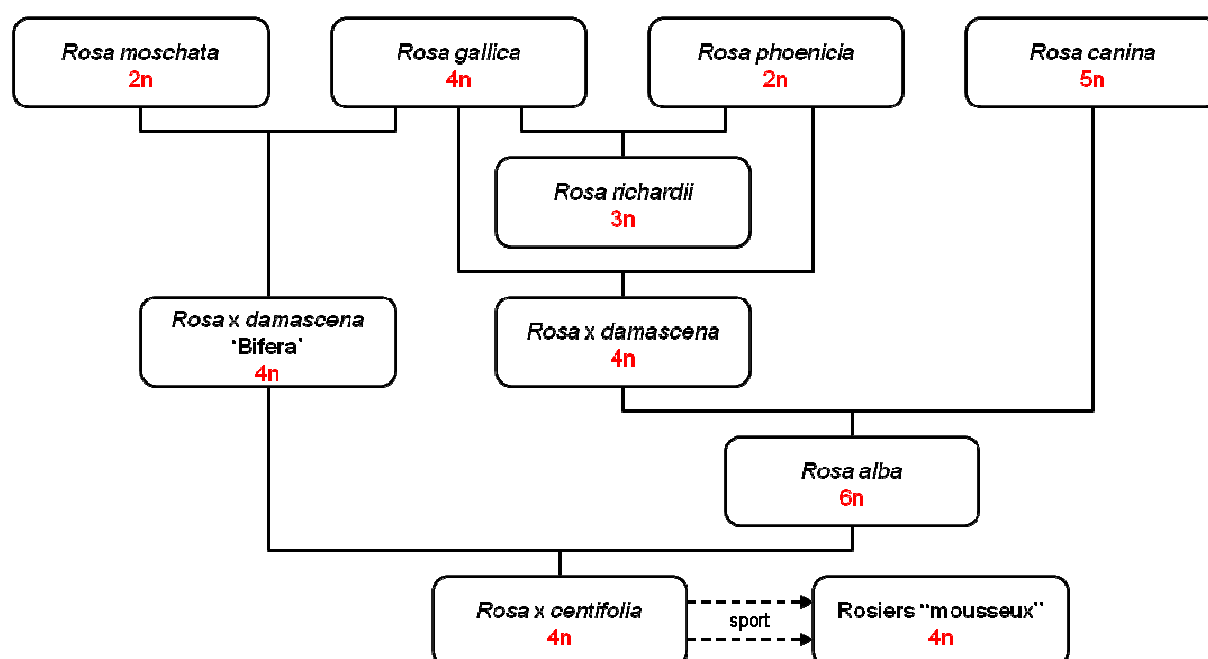 Rosa moschata
2n
Rosa gallica
4n
Rosa phoenicia
2n
Rosa canina
5n
Rosa richardii
3n
Rosa x damascena
'Bifera'
4n
Rosa x damascena
4n
Rosa alba
6n
Rosa x centifolia
4n
sport
Rosiers "mousseux"
4n